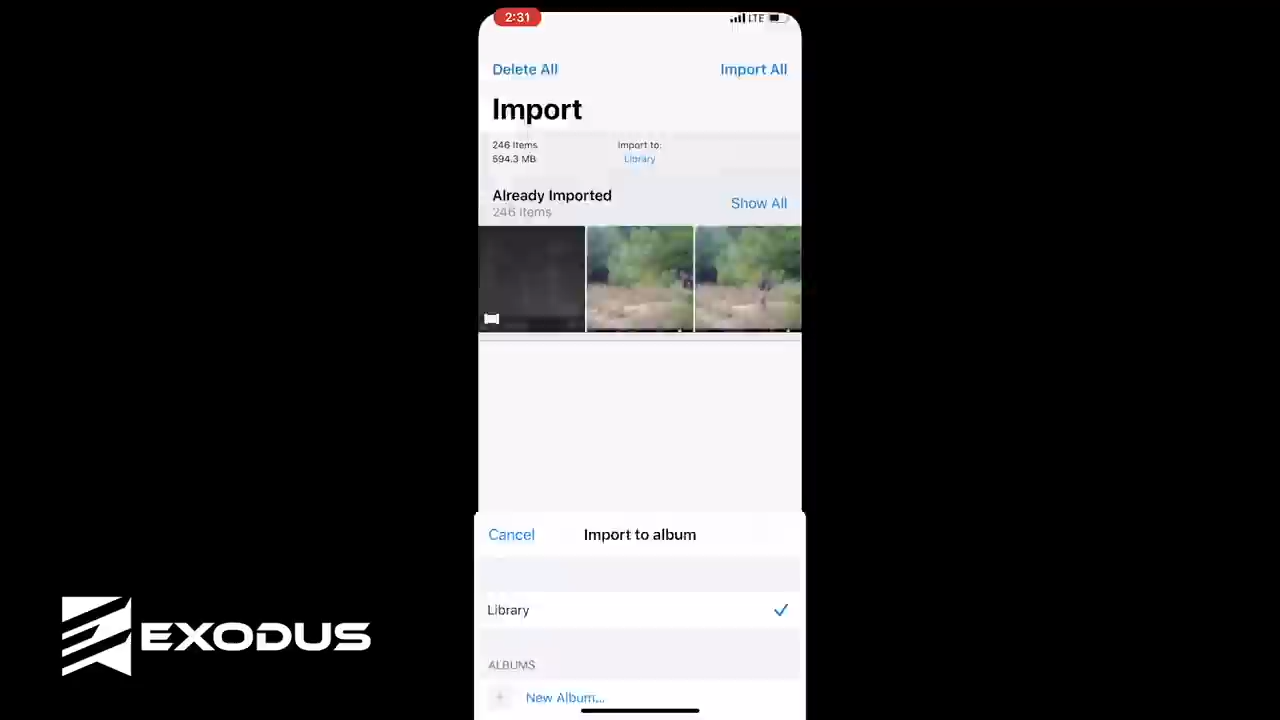 2:31
LTE
Delete All
Import All
Import
246 Items
594.3 MB
Import to:
Library
Already Imported
246 Items
Show All
Cancel
Import to album
Library
ALBUMS
New Album...
EXODUS